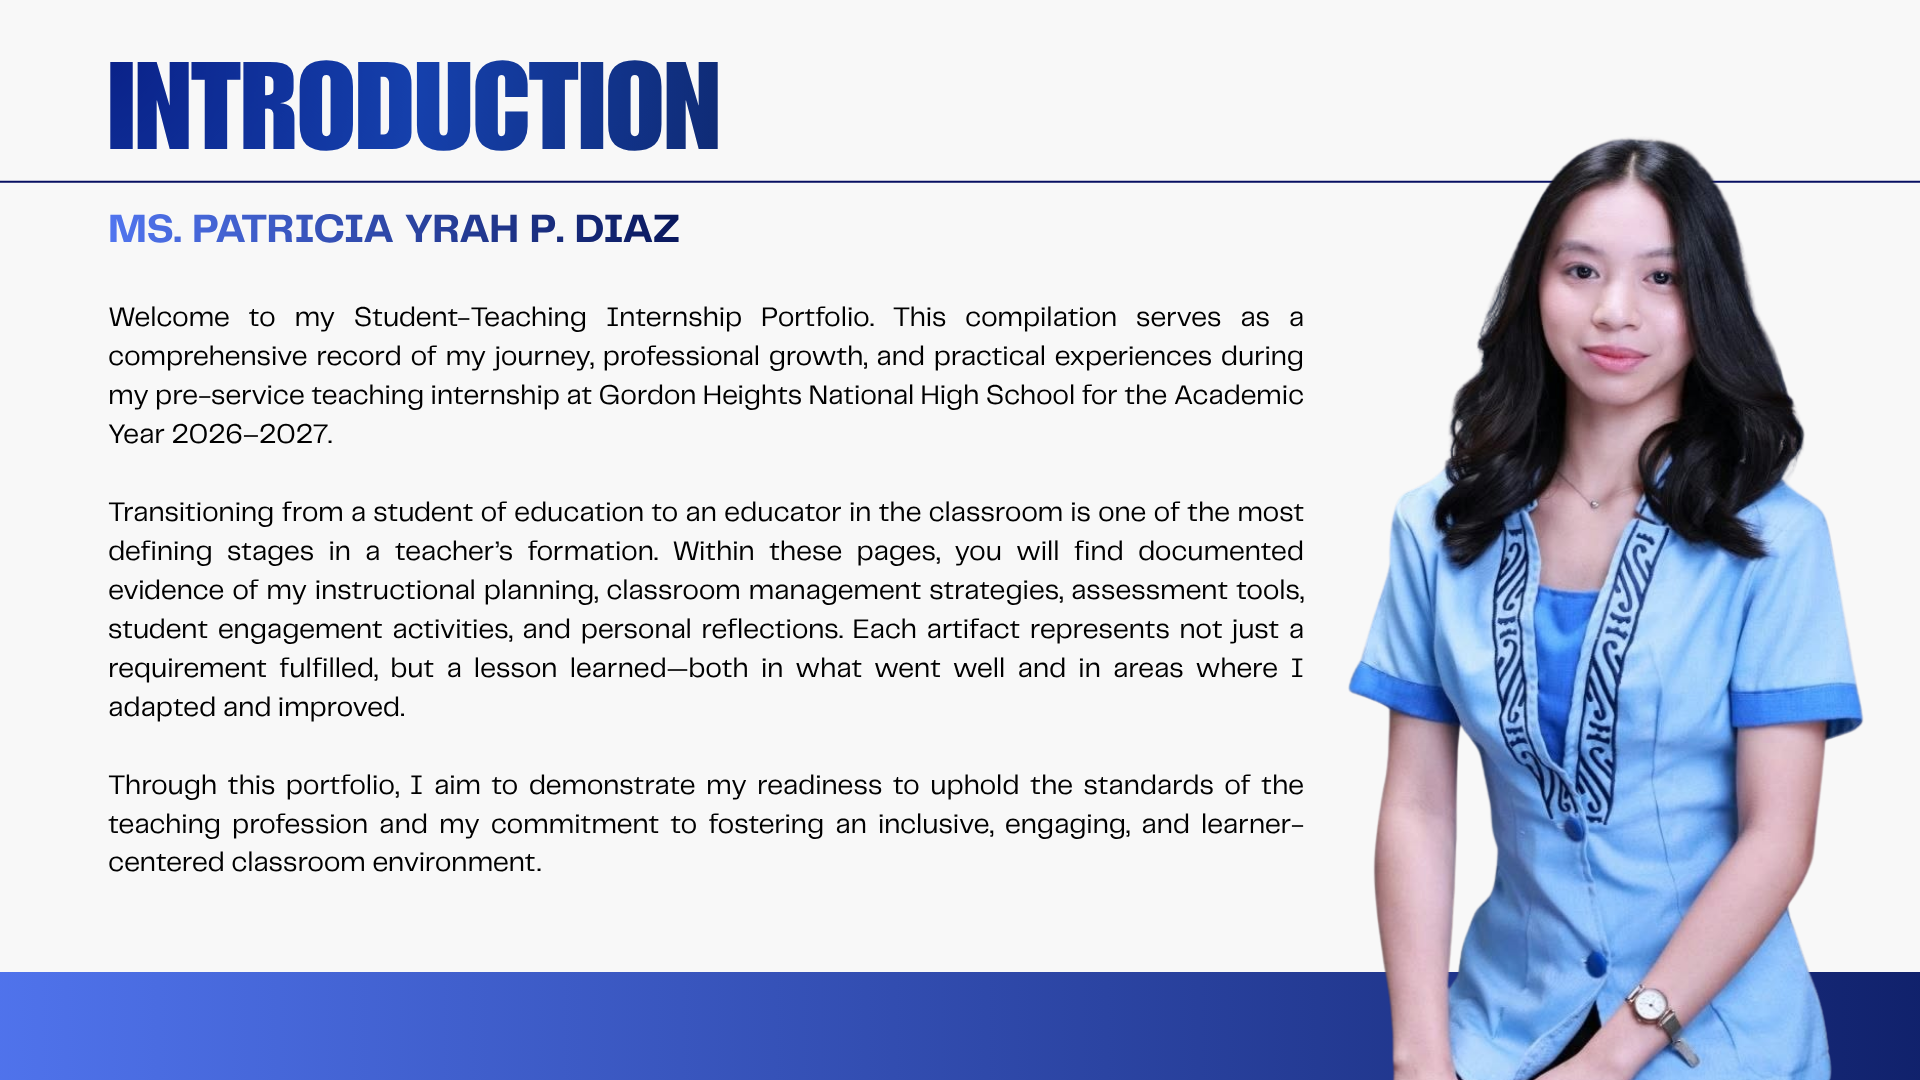 INTRODUCTION
MS. PATRICIA YRAH P. DIAZ
Welcome to my Student-Teaching Internship Portfolio. This compilation serves as a
comprehensive record of my journey, professional growth, and practical experiences during
my pre-service teaching internship at Gordon Heights National High School for the Academic
Year 2026–2027.
Transitioning from a student of education to an educator in the classroom is one of the most
defining stages in a teacher’s formation. Within these pages, you will find documented
evidence of my instructional planning, classroom management strategies, assessment tools,
student engagement activities, and personal reflections. Each artifact represents not just a
requirement fulfilled, but a lesson learned—both in what went well and in areas where I
adapted and improved.
Through this portfolio, I aim to demonstrate my readiness to uphold the standards of the
teaching profession and my commitment to fostering an inclusive, engaging, and learner-
centered classroom environment.